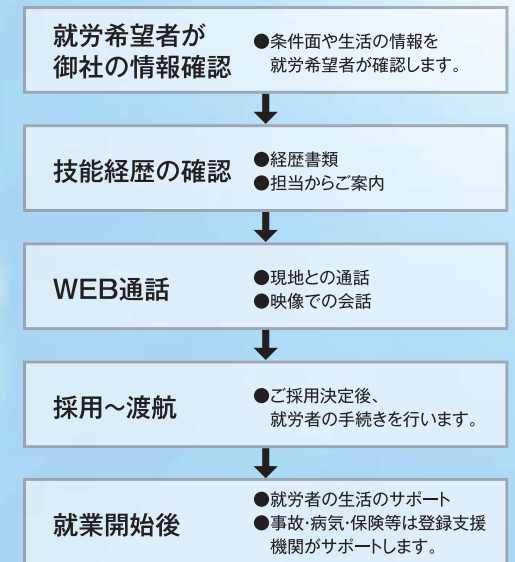 就労希望者が
御社の情報確認
●条件面や生活の情報を
就労希望者が確認します。
技能経歴の確認
●経歴書類
●担当からご案内
WEB通話
●現地との通話
●映像での会話
採用～渡航
●ご採用決定後、
就労者の手続きを行います。
就業開始後
●就労者の生活のサポート
●事故・病気・保険等は登録支援
機関がサポートします。